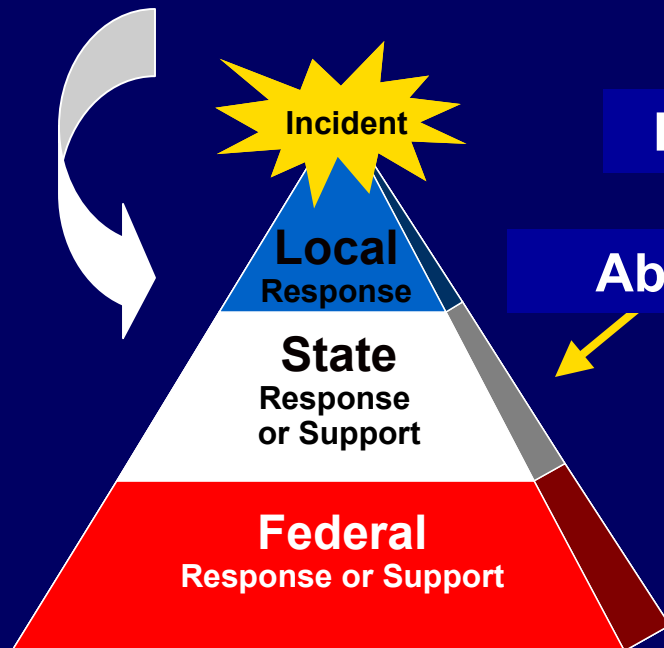 Incident
Local
Response
State
Response
or Support
Federal
Response or Support